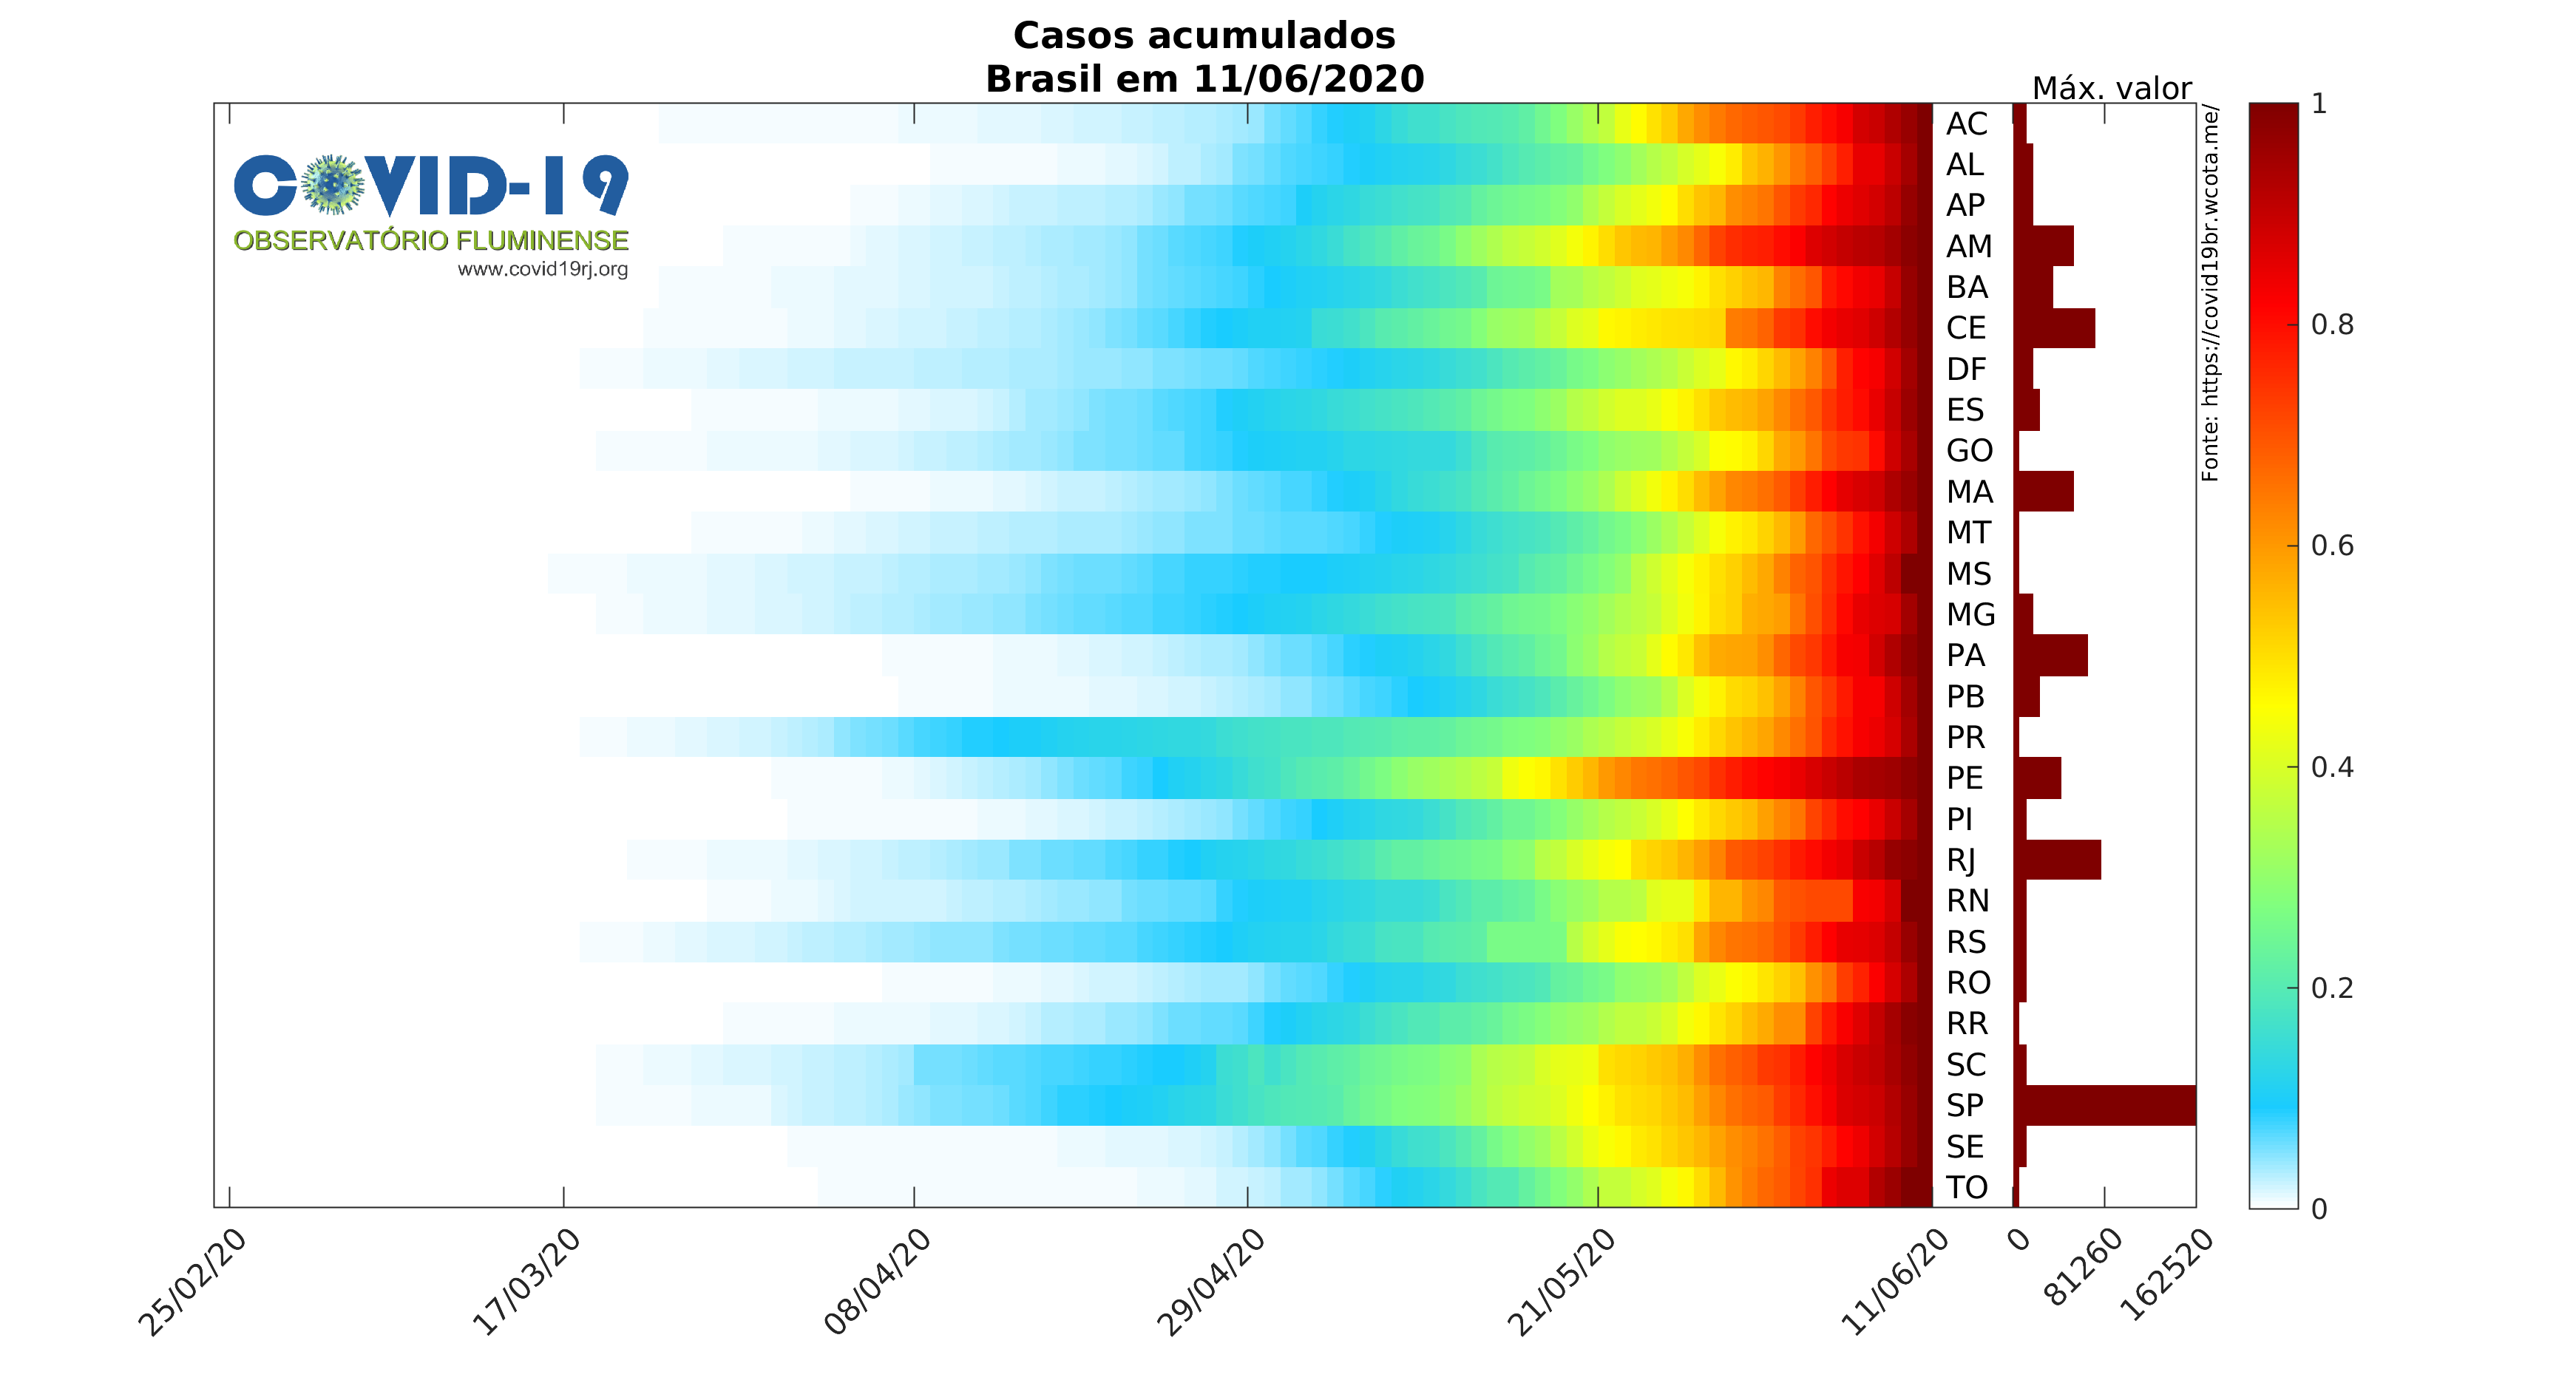 Casos acumulados
Brasil em 11/06/2020
Máx. valor
COVID-19
OBSERVATÓRIO FLUMINENSE
www.covid19rj.org
AC
AL
AP
AM
BA
CE
DF
ES
GO
MA
MT
MS
MG
PA
PB
PR
PE
PI
RJ
RN
RS
RO
RR
SC
SP
SE
TO
Fonte: https://covid19br.wcota.me/
1
0.8
0.6
0.4
0.2
0
25/02/20
17/03/20
08/04/20
29/04/20
21/05/20
11/06/20
0
81260
162520